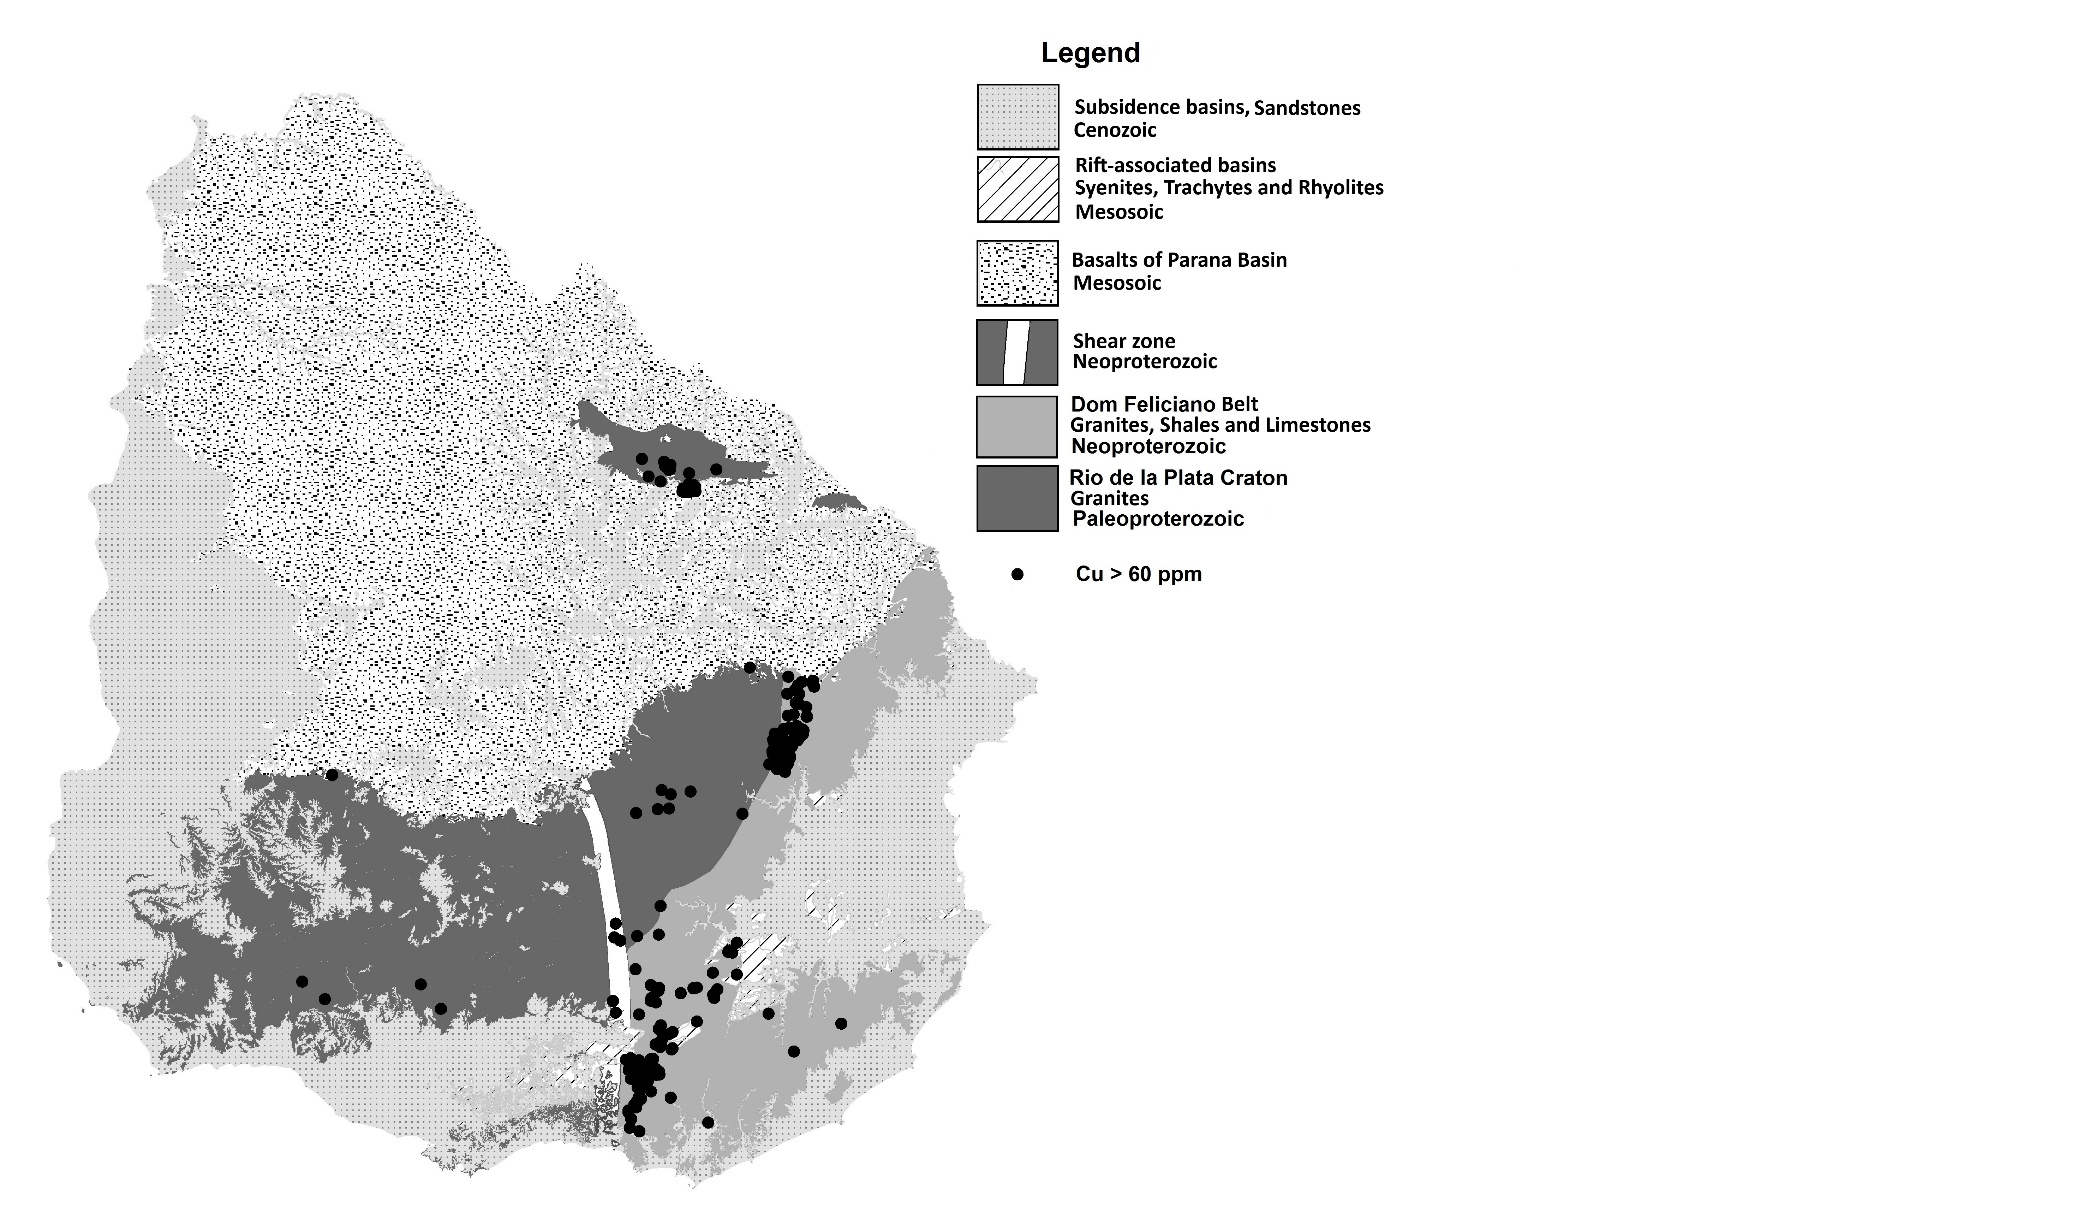 Legend
Subsidence basins, Sandstones
Cenozoic
Rift-associated basins
Syenites, Trachytes and Rhyolites
Mesosoic
Basalts of Parana Basin
Mesosoic
Shear zone
Neoproterozoic
Dom Feliciano Belt
Granites, Shales and Limestones
Neoproterozoic
Rio de la Plata Craton
Granites
Paleoproterozoic
Cu > 60 ppm